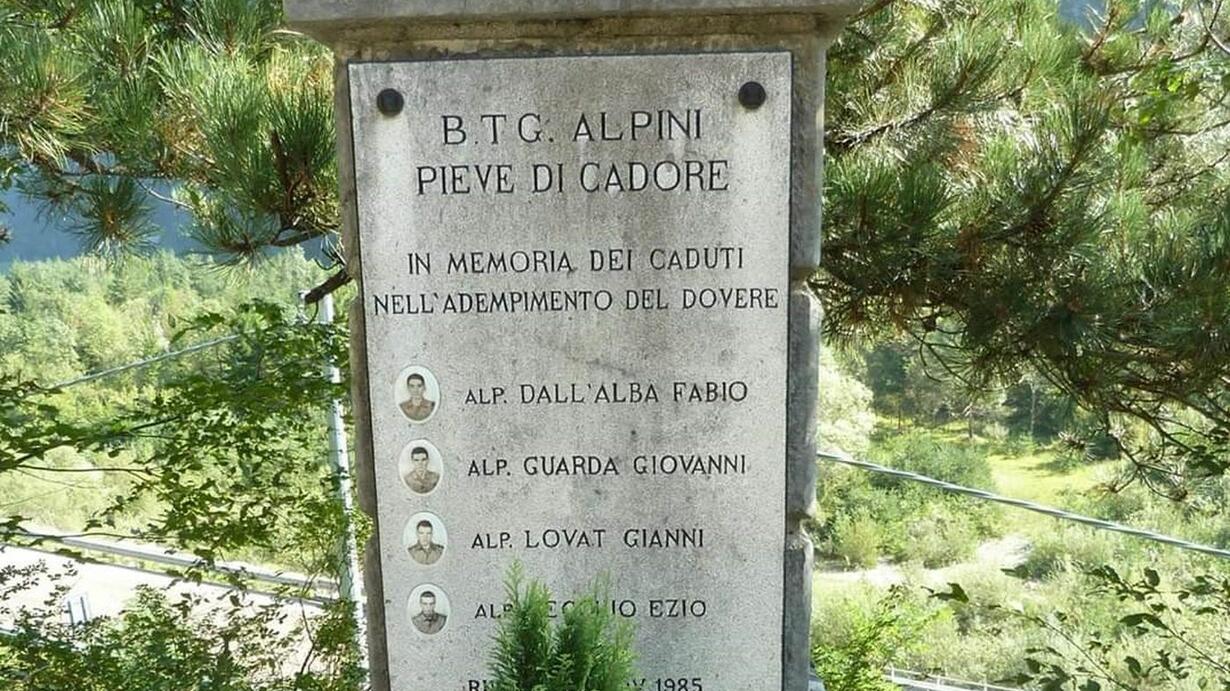 B.T G. ALPINI
PIEVE DI CADORE
IN MEMORIA DEI CADUTI
NELL'ADEMPIMENTO DEL DOVERE
ALP. DALL'ALBA FABIO
ALP. GUARDA GIOVANNI
ALP. LOVAT GIANNI
EZIO
1985